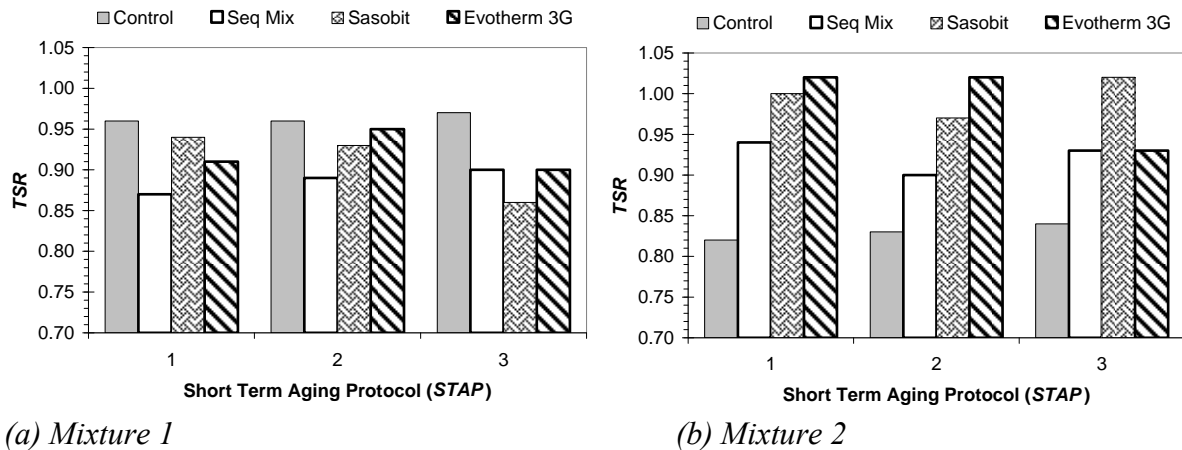 Control Seq Mix Sasobit Evotherm 3G
1.05
1.00
0.95
0.90
0.85
0.80
0.75
0.70
TSR
1 2 3
Short Term Aging Protocol (STAP)
(a) Mixture 1
Control Seq Mix Sasobit Evotherm 3G
1.05
1.00
0.95
0.90
0.85
0.80
0.75
0.70
TSR
1 2 3
Short Term Aging Protocol (STAP)
(b) Mixture 2